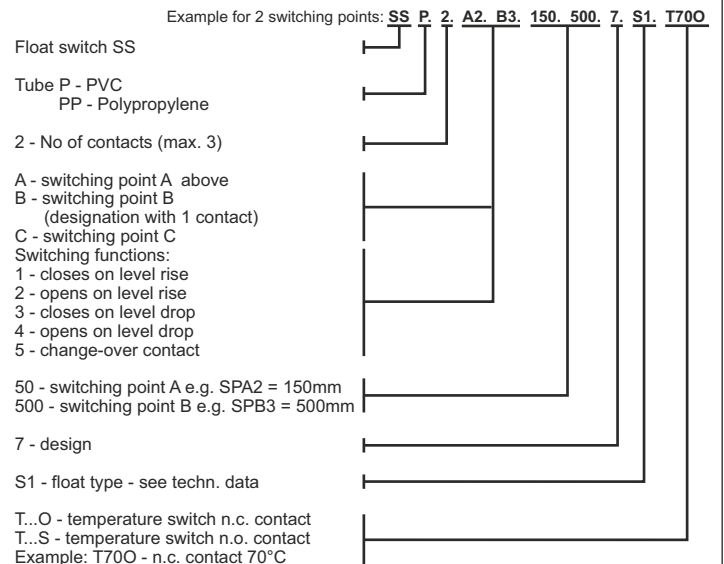 Example for 2 switching points: SS P. 2. A2. B3. 150. 500. 7. S1. T70O
Float switch SS
Tube P - PVC
PP - Polypropylene
2 - No of contacts (max. 3)
A - switching point A above
B - switching point B
(designation with 1 contact)
C - switching point C
Switching functions:
1 - closes on level rise
2 - opens on level rise
3 - closes on level drop
4 - opens on level drop
5 - change-over contact
50 - switching point A e.g. SPA2 = 150mm
500 - switching point B e.g. SPB3 = 500mm
7 - design
S1 - float type - see techn. data
T...O - temperature switch n.c. contact
T...S - temperature switch n.o. contact
Example: T70O - n.c. contact 70°C